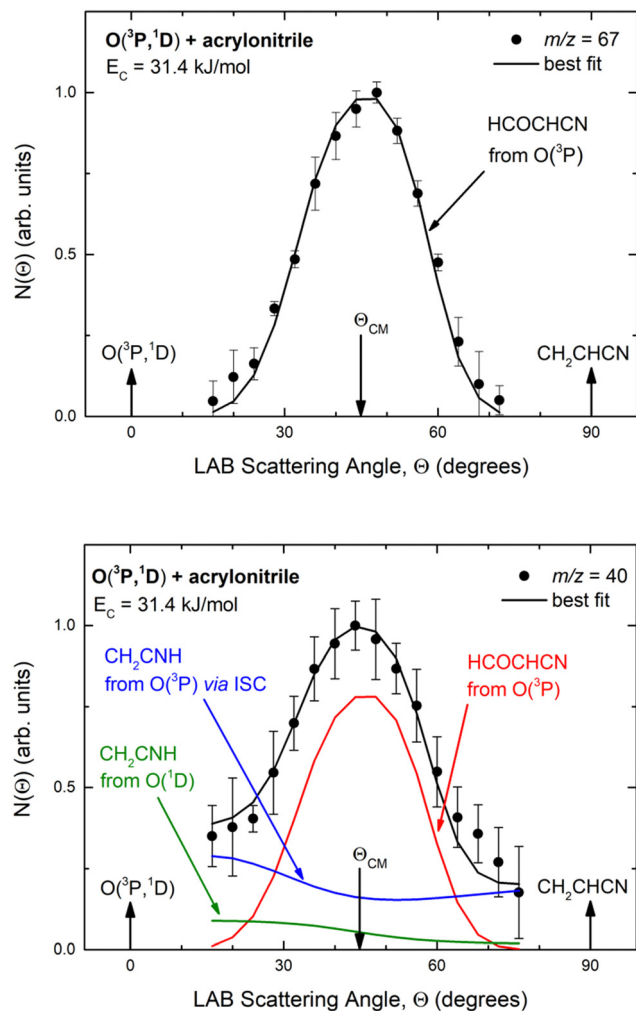 O(³P,¹D) + acrylonitrile
E_C = 31.4 kJ/mol
m/z = 67
best fit
1.0
HCOCHCN
from O(³P)
N(Θ) (arb. units)
0.5
Θ_CM
O(³P,¹D)
CH₂CHCN
0.0
0 30 60 90
LAB Scattering Angle, Θ (degrees)
O(³P,¹D) + acrylonitrile
E_C = 31.4 kJ/mol
m/z = 40
best fit
1.0
CH₂CNH
from O(³P) via ISC
HCOCHCN
from O(³P)
N(Θ) (arb. units)
CH₂CNH
from O(¹D)
0.5
Θ_CM
O(³P,¹D)
CH₂CHCN
0.0
0 30 60 90
LAB Scattering Angle, Θ (degrees)